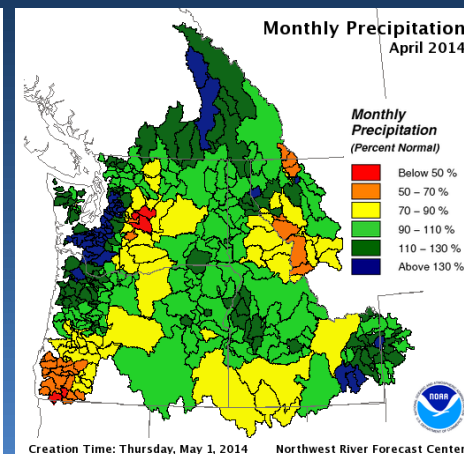 Monthly Precipitation
April 2014
Monthly
Precipitation
(Percent Normal)
Below 50 %
50 - 70 %
70 - 90 %
90 - 110 %
110 - 130 %
Above 130 %
NOAA
Creation Time: Thursday, May 1, 2014 Northwest River Forecast Center